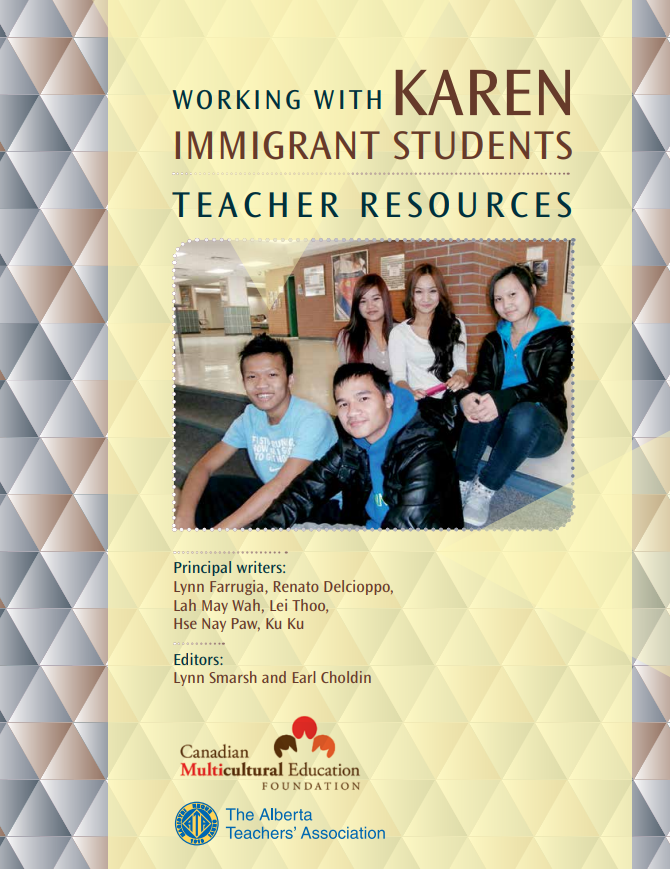 WORKING WITH KAREN
IMMIGRANT STUDENTS
TEACHER RESOURCES
Principal writers:
Lynn Farrugia, Renato Delcioppo,
Lah May Wah, Lei Thoo,
Hse Nay Paw, Ku Ku
Editors:
Lynn Smarsh and Earl Choldin
Canadian
Multicultural Education
FOUNDATION
The Alberta
Teachers' Association